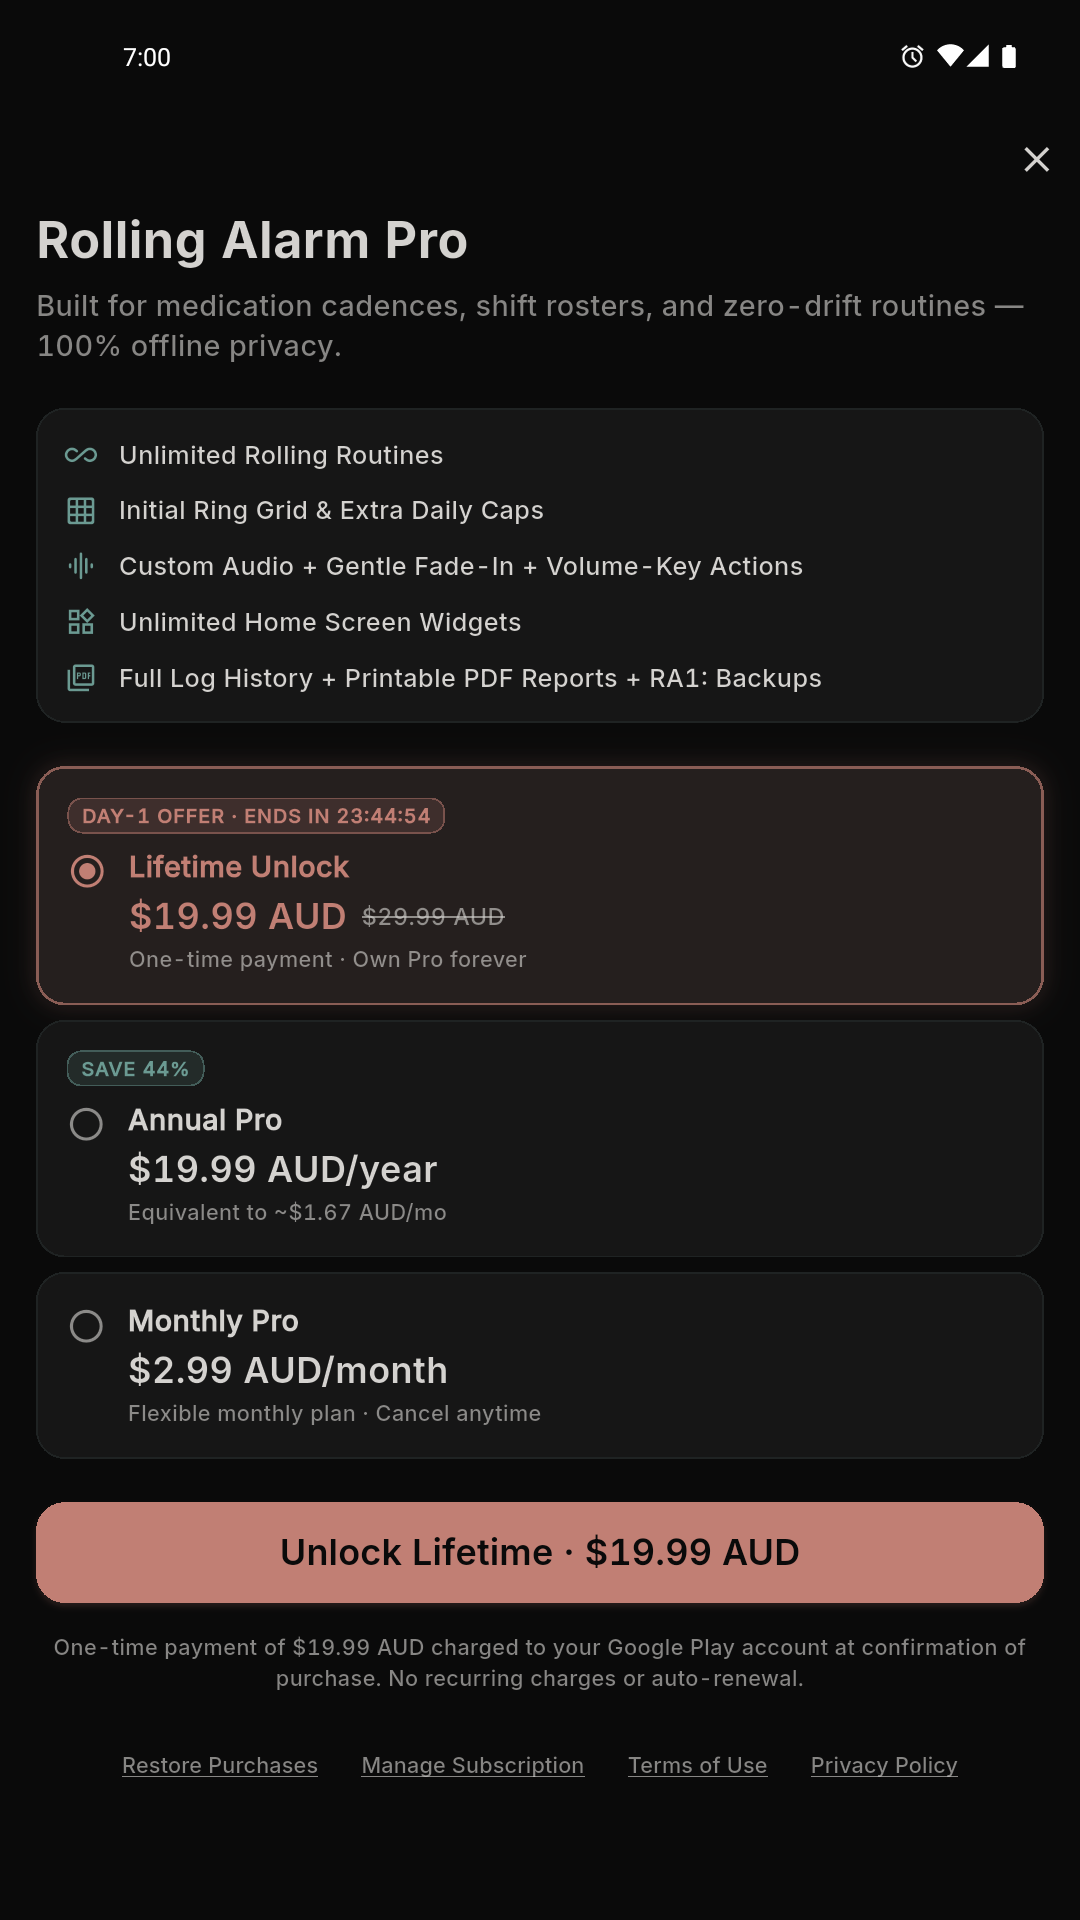 7:00
Rolling Alarm Pro
Built for medication cadences, shift rosters, and zero-drift routines —
100% offline privacy.
Unlimited Rolling Routines
Initial Ring Grid & Extra Daily Caps
Custom Audio + Gentle Fade-In + Volume-Key Actions
Unlimited Home Screen Widgets
PDF
Full Log History + Printable PDF Reports + RA1: Backups
DAY-1 OFFER · ENDS IN 23:44:54
Lifetime Unlock
$19.99 AUD $29.99 AUD
One-time payment · Own Pro forever
SAVE 44%
Annual Pro
$19.99 AUD/year
Equivalent to ~$1.67 AUD/mo
Monthly Pro
$2.99 AUD/month
Flexible monthly plan · Cancel anytime
Unlock Lifetime · $19.99 AUD
One-time payment of $19.99 AUD charged to your Google Play account at confirmation of
purchase. No recurring charges or auto-renewal.
Restore Purchases Manage Subscription Terms of Use Privacy Policy